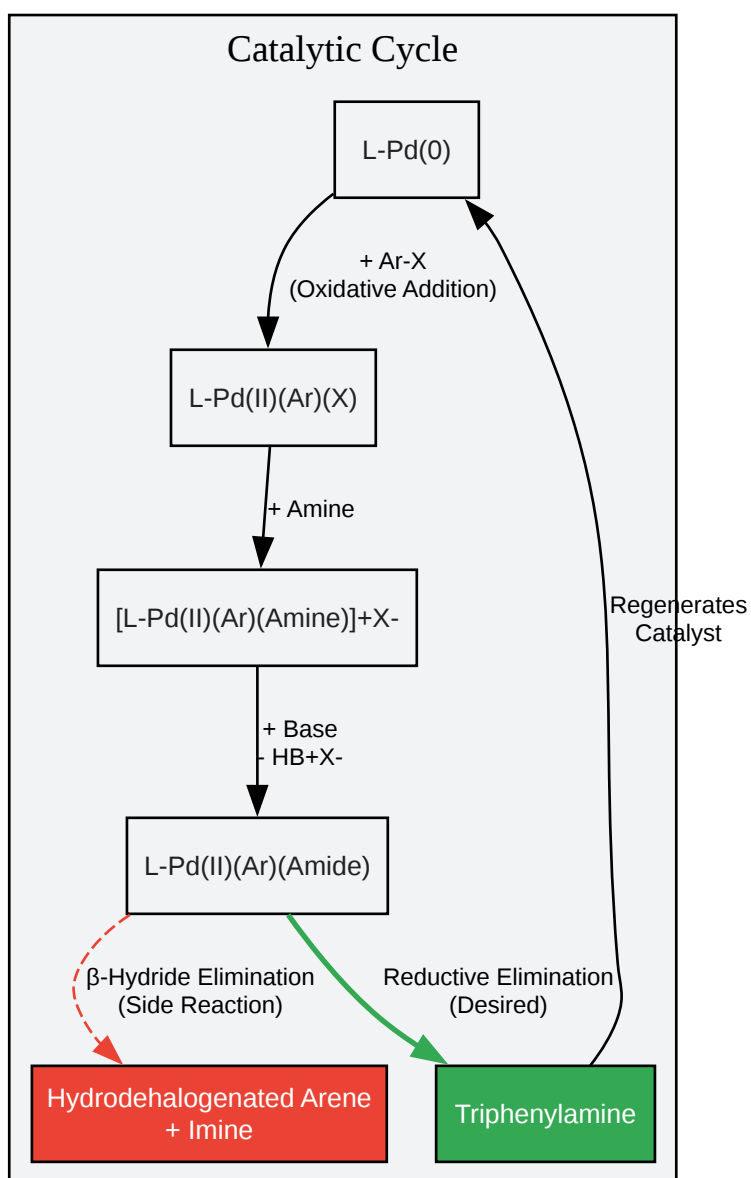 Catalytic Cycle
L-Pd(0)
+ Ar-X
(Oxidative Addition)
L-Pd(II)(Ar)(X)
+ Amine
[L-Pd(II)(Ar)(Amine)]+X-
Regenerates
Catalyst
+ Base
- HB+X-
L-Pd(II)(Ar)(Amide)
β-Hydride Elimination
(Side Reaction)
Reductive Elimination
(Desired)
Hydrodehalogenated Arene
+ Imine
Triphenylamine